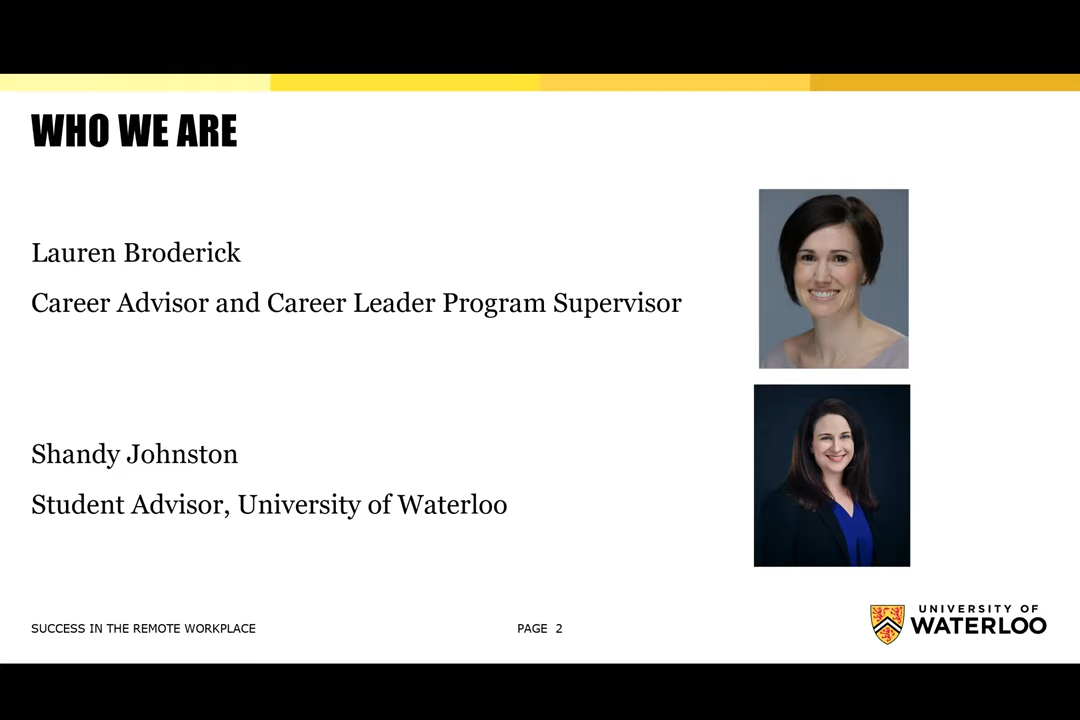 WHO WE ARE
Lauren Broderick
Career Advisor and Career Leader Program Supervisor
Shandy Johnston
Student Advisor, University of Waterloo
SUCCESS IN THE REMOTE WORKPLACE
PAGE 2
UNIVERSITY OF
WATERLOO